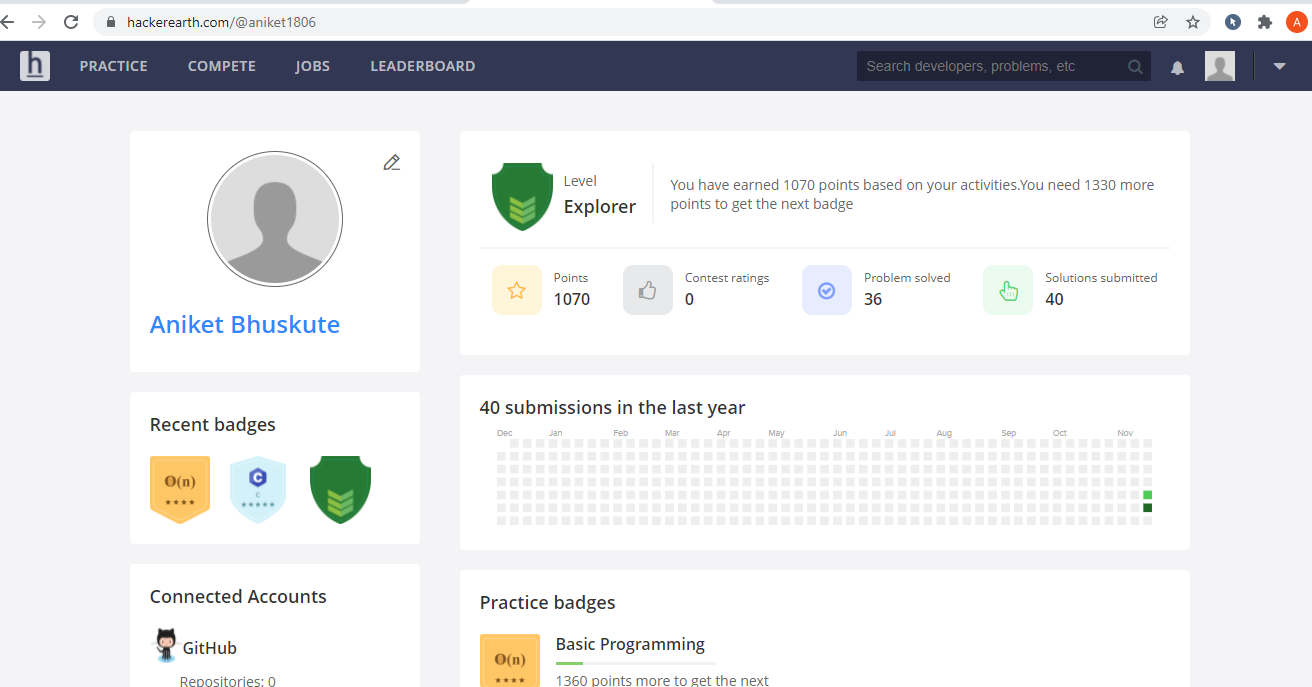 hackerearth.com/@aniket1806
A
h
PRACTICE COMPETE JOBS LEADERBOARD
Search developers, problems, etc
Aniket Bhuskute
Recent badges
O(n)
C
C
Connected Accounts
GitHub
Repositories: 0
Level
Explorer
You have earned 1070 points based on your activities.You need 1330 more
points to get the next badge
Points
1070
Contest ratings
0
Problem solved
36
Solutions submitted
40
40 submissions in the last year
Dec Jan Feb Mar Apr May Jun Jul Aug Sep Oct Nov
Practice badges
O(n)
Basic Programming
1360 points more to get the next